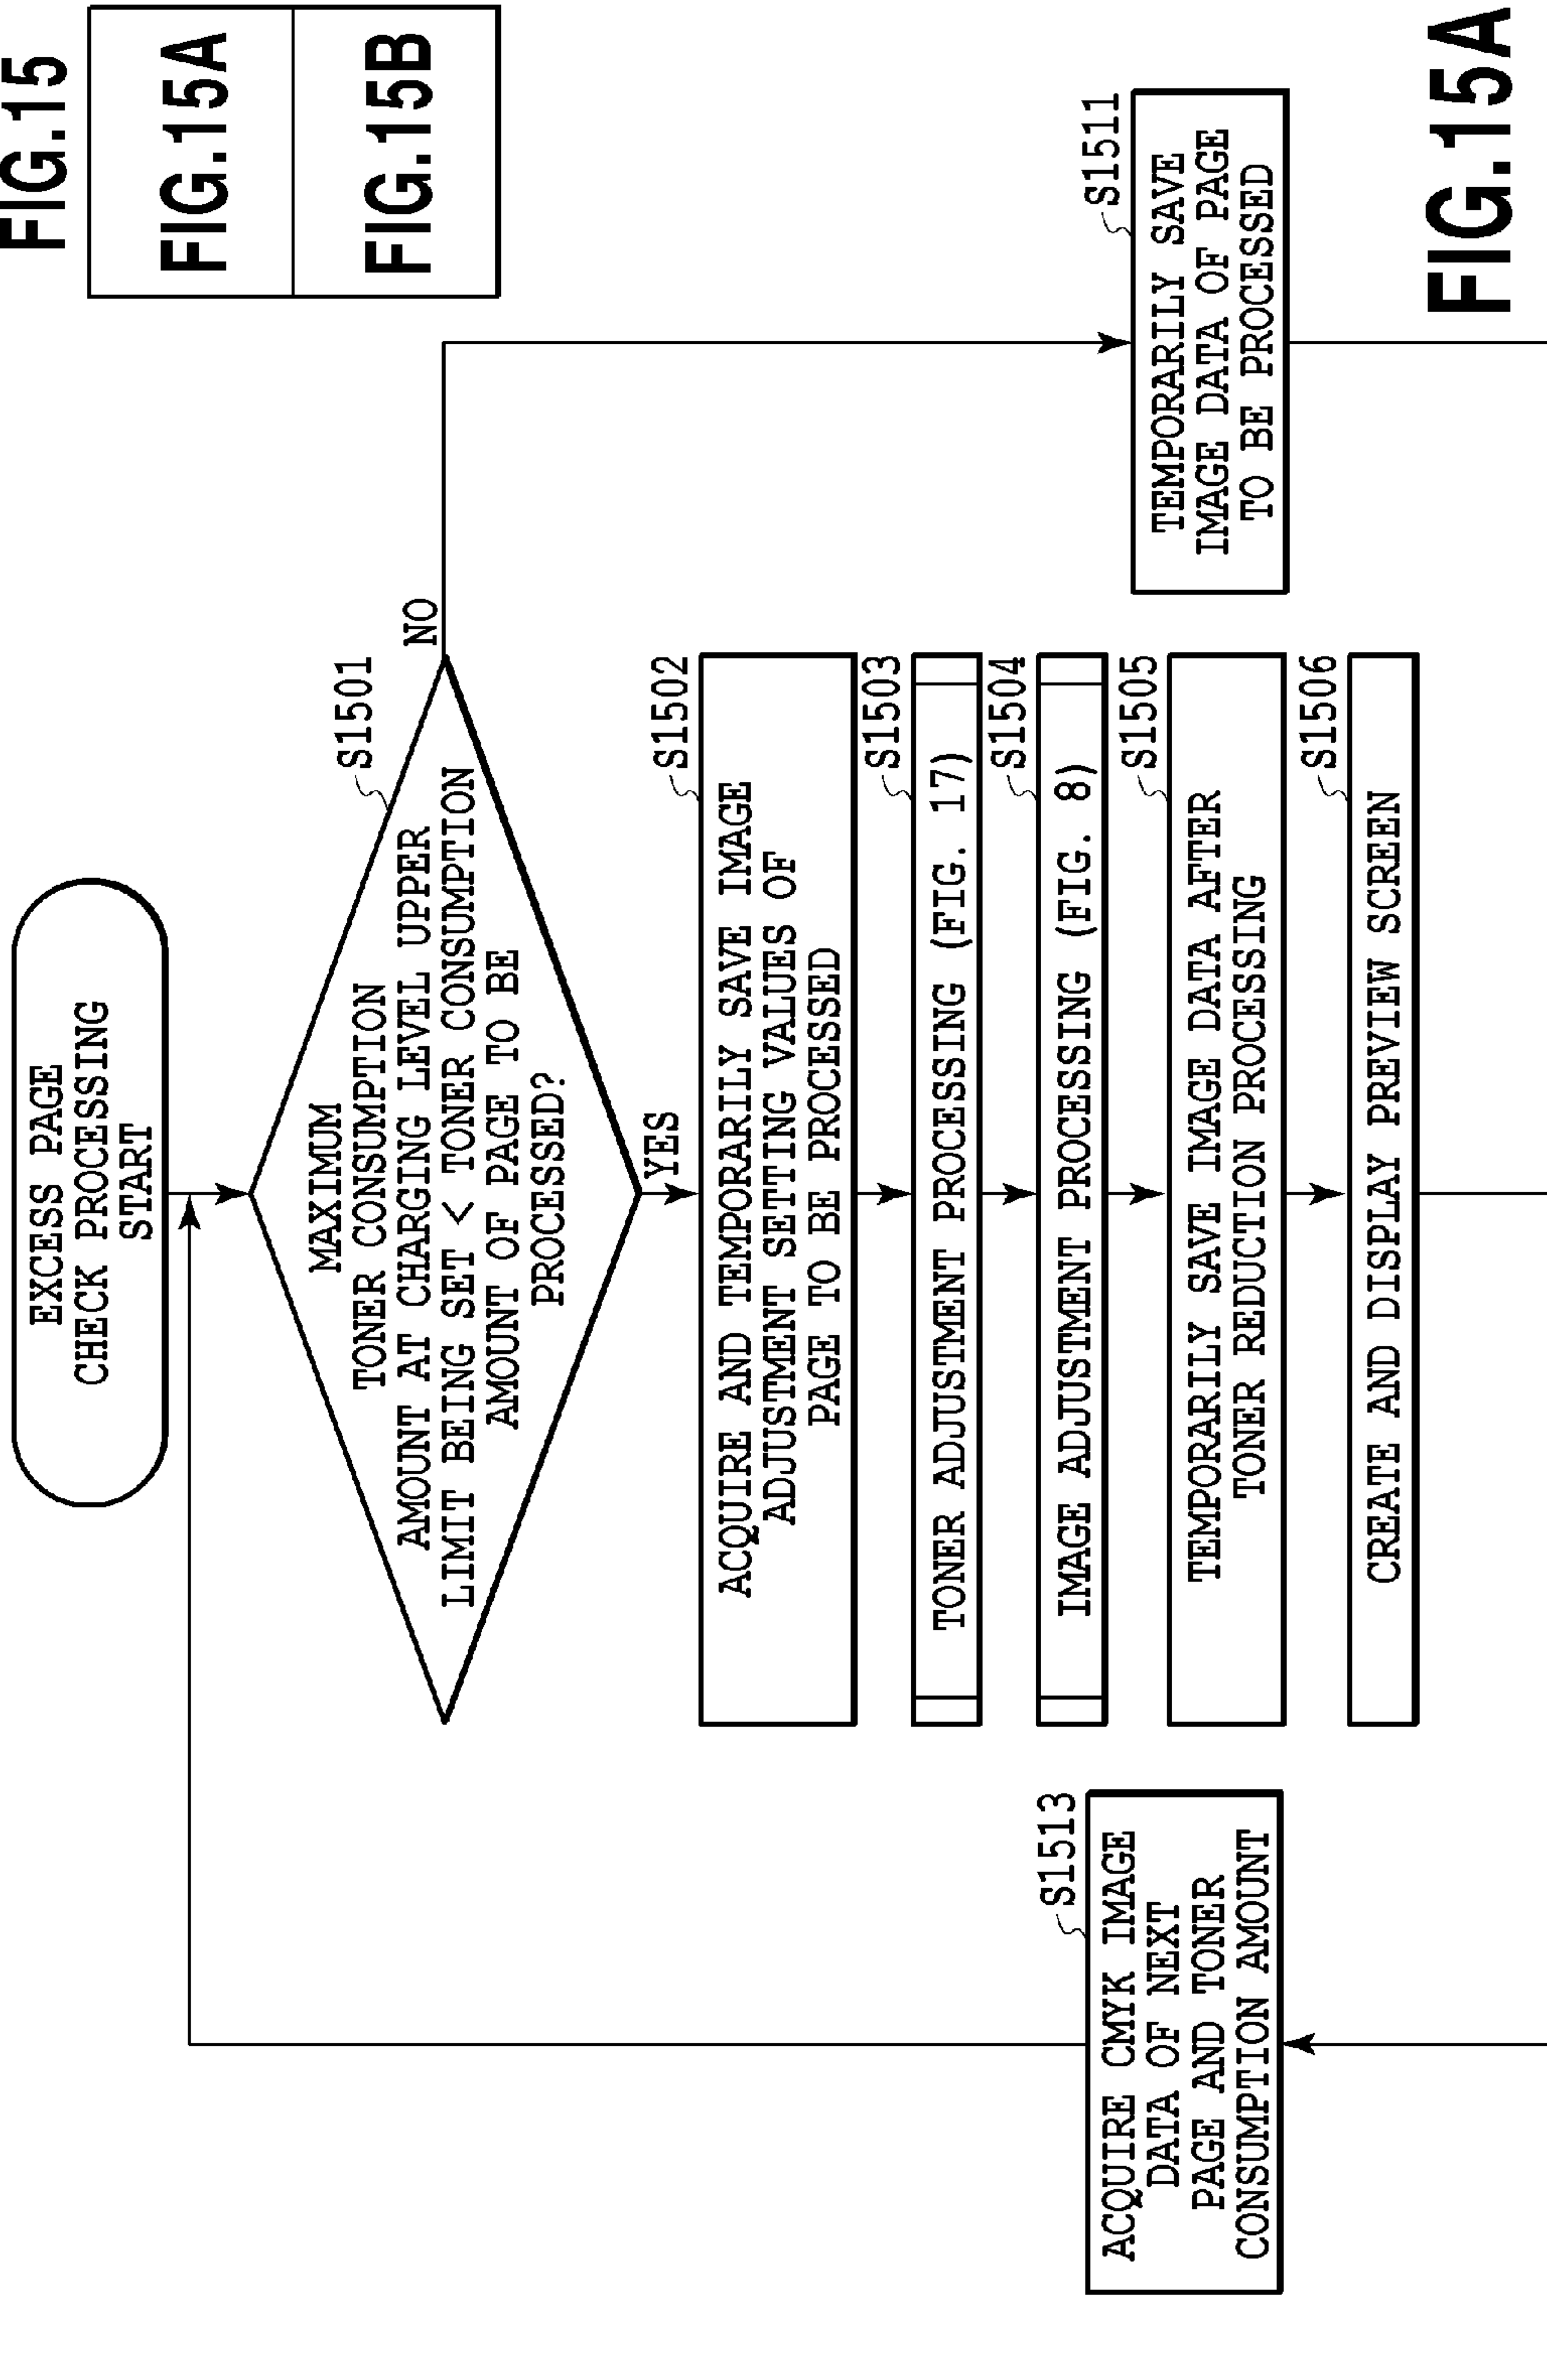 FIG.15
FIG.15A
FIG.15B
EXCESS PAGE
CHECK PROCESSING
START
S1501
MAXIMUM
TONER CONSUMPTION
AMOUNT AT CHARGING LEVEL UPPER
LIMIT BEING SET < TONER CONSUMPTION
AMOUNT OF PAGE TO BE
PROCESSED?
NO
YES
S1502
ACQUIRE AND TEMPORARILY SAVE IMAGE
ADJUSTMENT SETTING VALUES OF
PAGE TO BE PROCESSED
S1503
TONER ADJUSTMENT PROCESSING (FIG. 17)
S1504
IMAGE ADJUSTMENT PROCESSING (FIG. 8)
S1505
TEMPORARILY SAVE IMAGE DATA AFTER
TONER REDUCTION PROCESSING
S1506
CREATE AND DISPLAY PREVIEW SCREEN
S1511
TEMPORARILY SAVE
IMAGE DATA OF PAGE
TO BE PROCESSED
S1513
ACQUIRE CMYK IMAGE
DATA OF NEXT
PAGE AND TONER
CONSUMPTION AMOUNT
FIG.15A